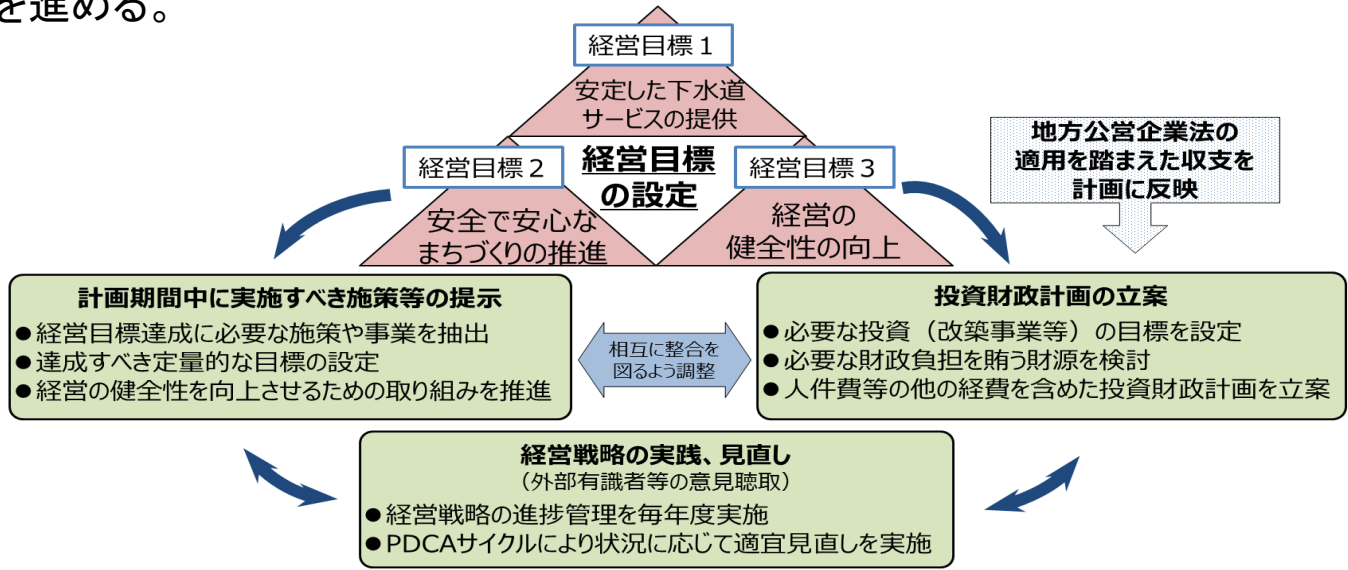 を進める。
経営目標１
安定した下水道
サービスの提供
経営目標２
経営目標
の設定
経営目標３
安全で安心な
まちづくりの推進
経営の
健全性の向上
地方公営企業法の
適用を踏まえた収支を
計画に反映
計画期間中に実施すべき施策等の提示
●経営目標達成に必要な施策や事業を抽出
●達成すべき定量的な目標の設定
●経営の健全性を向上させるための取り組みを推進
相互に整合を
図るよう調整
投資財政計画の立案
●必要な投資（改築事業等）の目標を設定
●必要な財政負担を賄う財源を検討
●人件費等の他の経費を含めた投資財政計画を立案
経営戦略の実践、見直し
（外部有識者等の意見聴取）
●経営戦略の進捗管理を毎年度実施
●PDCAサイクルにより状況に応じて適宜見直しを実施